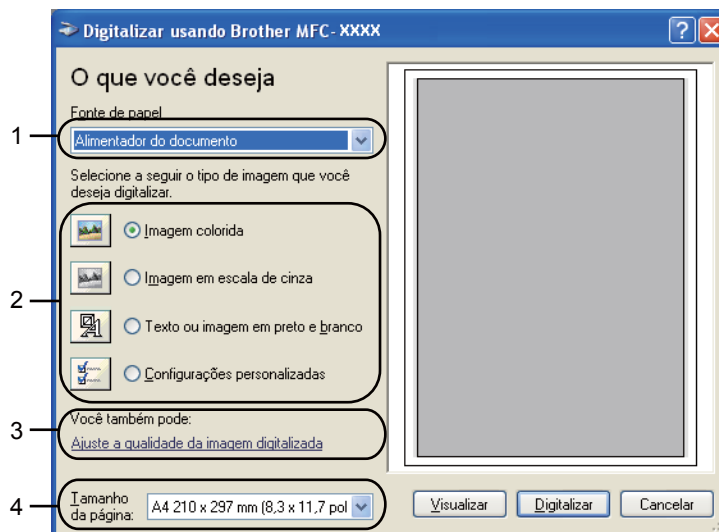 Digitalizar usando Brother MFC- XXXX
O que você deseja
Fonte de papel
1
Alimentador do documento
Selecione a seguir o tipo de imagem que você
deseja digitalizar.
2
Imagem colorida
Imagem em escala de cinza
Texto ou imagem em preto e branco
Configurações personalizadas
3
Você também pode:
Ajuste a qualidade da imagem digitalizada
4
Tamanho
da página:
A4 210 x 297 mm (8,3 x 11,7 pol
Visualizar
Digitalizar
Cancelar